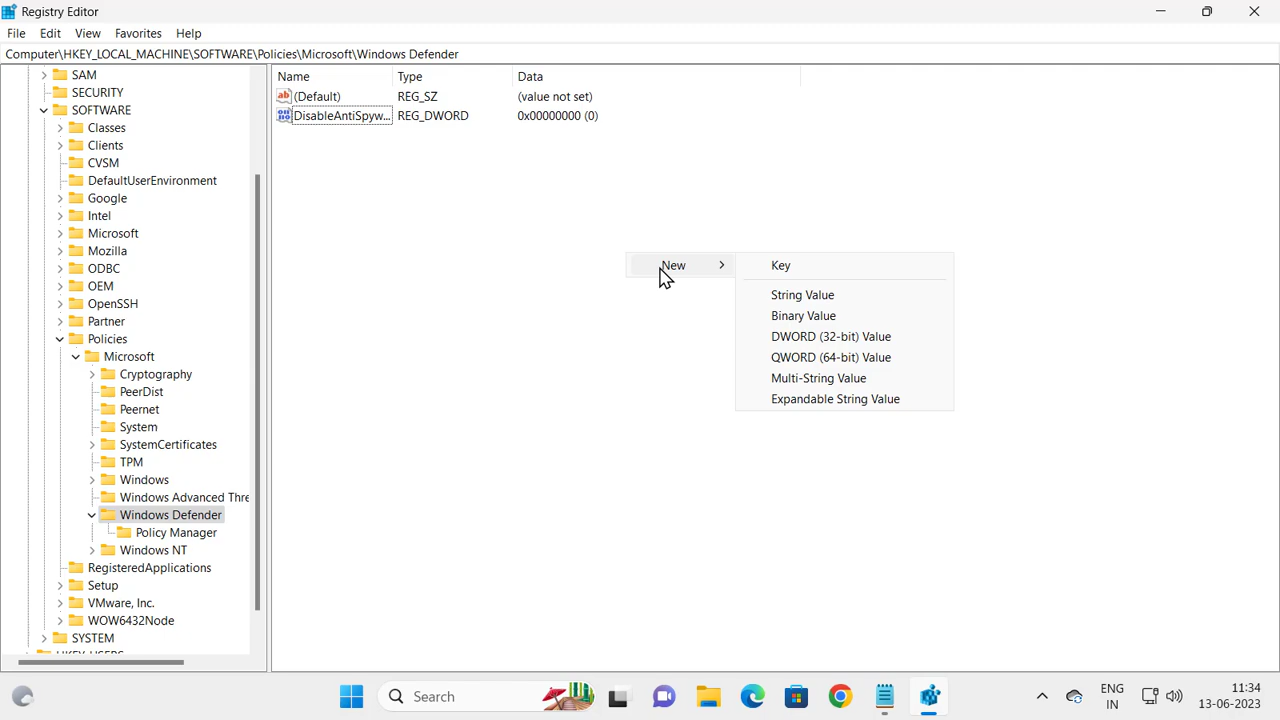 Registry Editor
File Edit View Favorites Help
Computer\HKEY_LOCAL_MACHINE\SOFTWARE\Policies\Microsoft\Windows Defender
SAM
SECURITY
SOFTWARE
Classes
Clients
CVSM
DefaultUserEnvironment
Google
Intel
Microsoft
Mozilla
ODBC
OEM
OpenSSH
Partner
Policies
Microsoft
Cryptography
PeerDist
Peernet
System
SystemCertificates
TPM
Windows
Windows Advanced Thre
Windows Defender
Policy Manager
Windows NT
RegisteredApplications
Setup
VMware, Inc.
WOW6432Node
SYSTEM
Name Type Data
ab (Default) REG_SZ (value not set)
DisableAntiSpyw... REG_DWORD 0x00000000 (0)
New
Key
String Value
Binary Value
DWORD (32-bit) Value
QWORD (64-bit) Value
Multi-String Value
Expandable String Value
Search
ENG
IN
11:34
13-06-2023